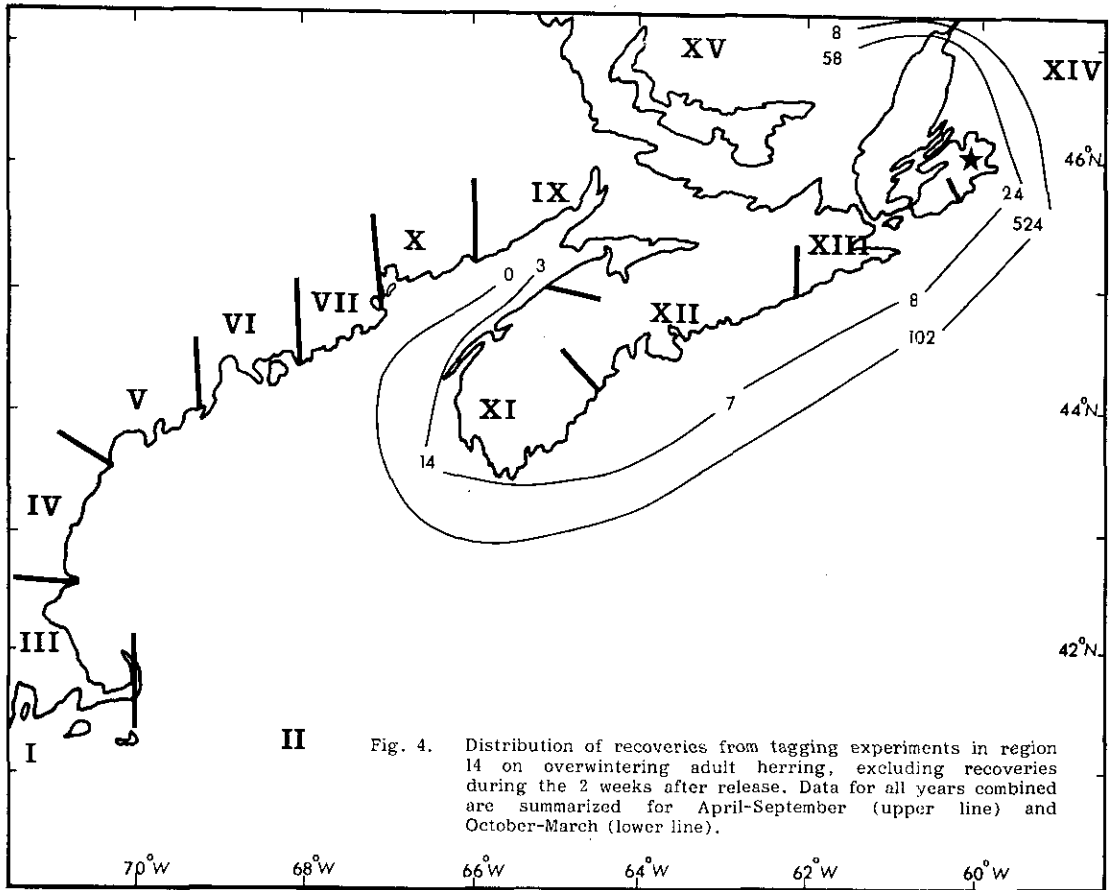 XV
8
58
XIV
46°N
IX
24
524
X
XIII
0
3
8
VII
XII
VI
102
V
7
44°N
XI
14
IV
III
42°N
I
II
Fig. 4. Distribution of recoveries from tagging experiments in region
14 on overwintering adult herring, excluding recoveries
during the 2 weeks after release. Data for all years combined
are summarized for April-September (upper line) and
October-March (lower line).
70°W
68°W
66°W
64°W
62°W
60°W